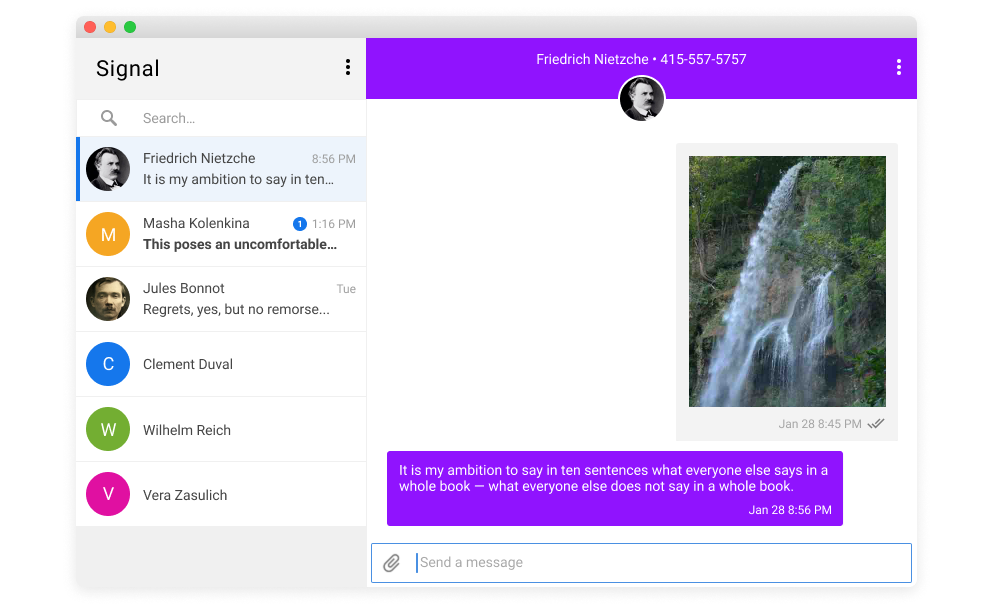 Signal
Search…
Friedrich Nietzche 8:56 PM
It is my ambition to say in ten…
M
Masha Kolenkina 1 1:16 PM
This poses an uncomfortable…
Jules Bonnot Tue
Regrets, yes, but no remorse...
C
Clement Duval
W
Wilhelm Reich
V
Vera Zasulich
Friedrich Nietzche • 415-557-5757
Jan 28 8:45 PM
It is my ambition to say in ten sentences what everyone else says in a
whole book — what everyone else does not say in a whole book.
Jan 28 8:56 PM
Send a message